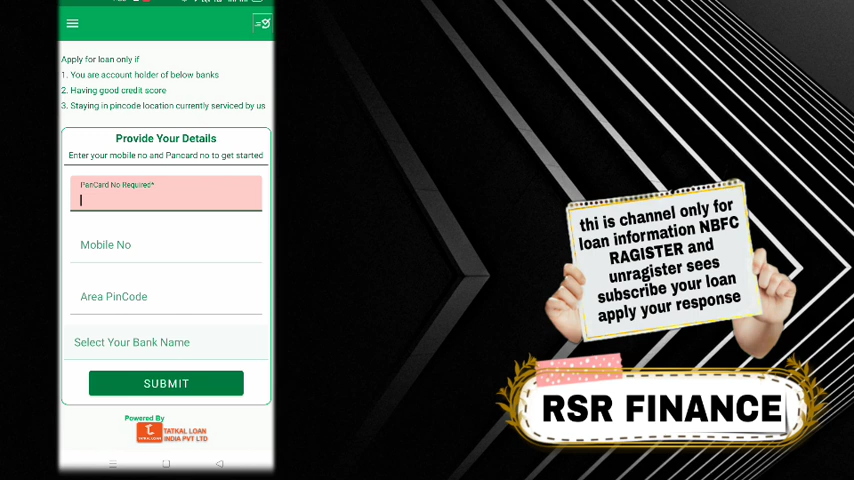 Apply for loan only if
1. You are account holder of below banks
2. Having good credit score
3. Staying in pincode location currently serviced by us
Provide Your Details
Enter your mobile no and Pancard no to get started
PanCard No Required*
Mobile No
Area PinCode
Select Your Bank Name
SUBMIT
Powered By
TATKAL LOAN
TATKAL LOAN
INDIA PVT LTD
thi is channel only for
loan information NBFC
RAGISTER and
unragister sees
subscribe your loan
apply your response
RSR FINANCE